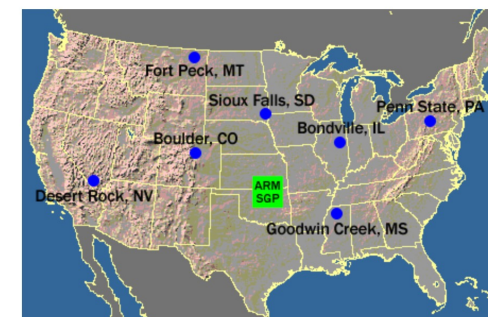 Fort Peck, MT
Sioux Falls, SD
Penn State, PA
Bondville, IL
Boulder, CO
ARM
SGP
Desert Rock, NV
Goodwin Creek, MS